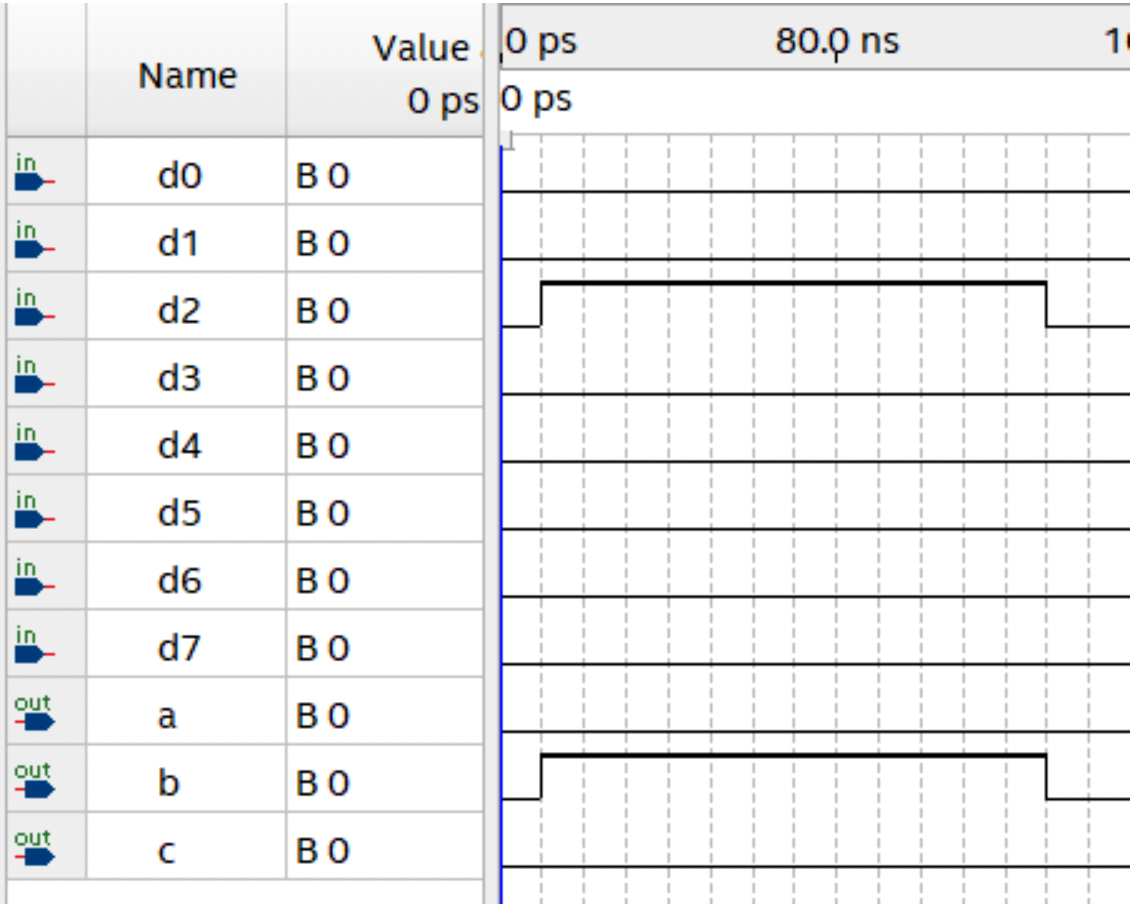 Name
Value
0 ps
0 ps
80.0 ns
0 ps
in d0 B 0
in d1 B 0
in d2 B 0
in d3 B 0
in d4 B 0
in d5 B 0
in d6 B 0
in d7 B 0
out a B 0
out b B 0
out c B 0